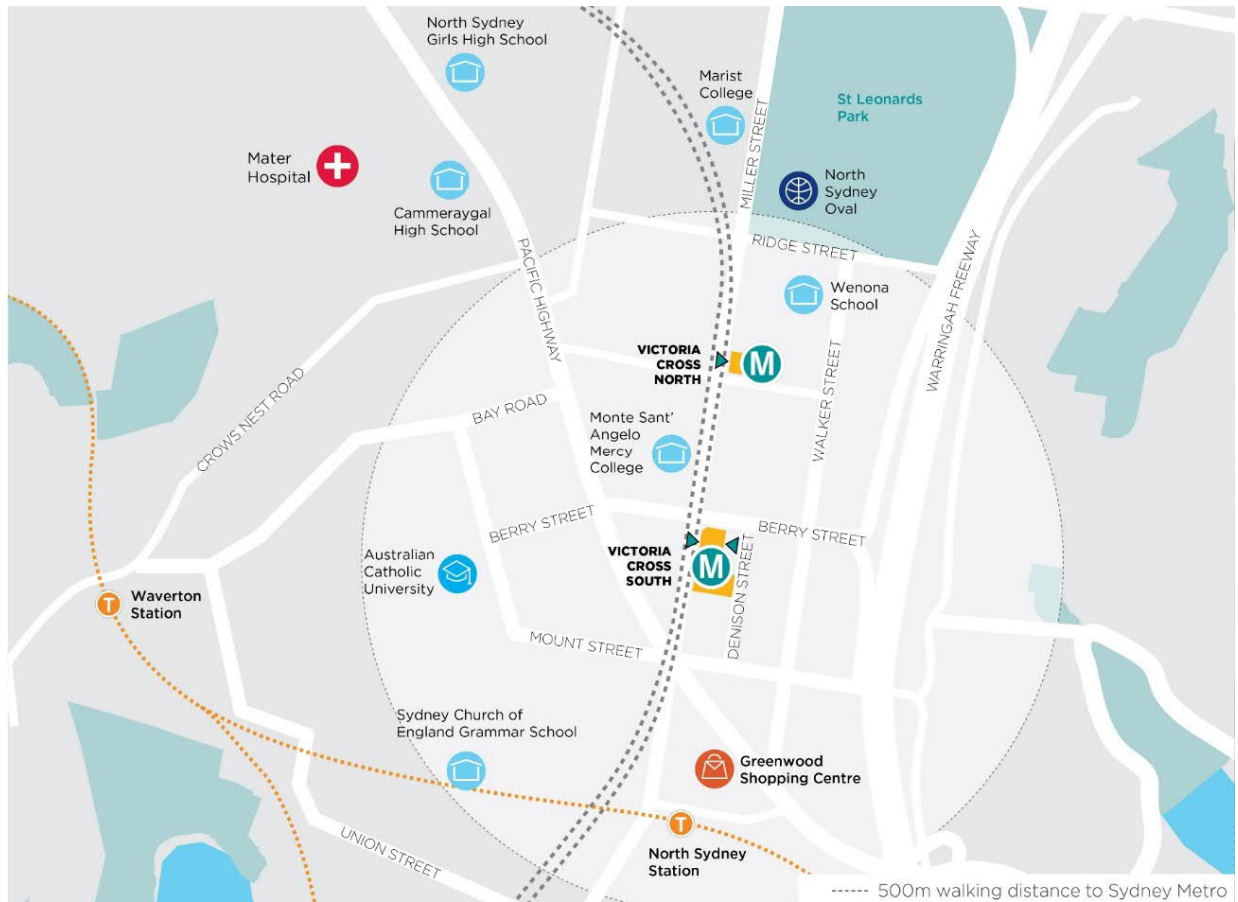 North Sydney
Girls High School
Marist
College
St Leonards
Park
MILLER STREET
Mater
Hospital
Cammeraygal
High School
North
Sydney
Oval
RIDGE STREET
PACIFIC HIGHWAY
WARRINGAH FREEWAY
Wenona
School
VICTORIA
CROSS
NORTH
M
CROWS NEST ROAD
BAY ROAD
WALKER STREET
Monte Sant'
Angelo
Mercy
College
BERRY STREET
BERRY STREET
Australian
Catholic
University
VICTORIA
CROSS
SOUTH
M
DENISON STREET
T
Waverton
Station
MOUNT STREET
Sydney Church of
England Grammar School
Greenwood
Shopping Centre
UNION STREET
T
North Sydney
Station
500m walking distance to Sydney Metro